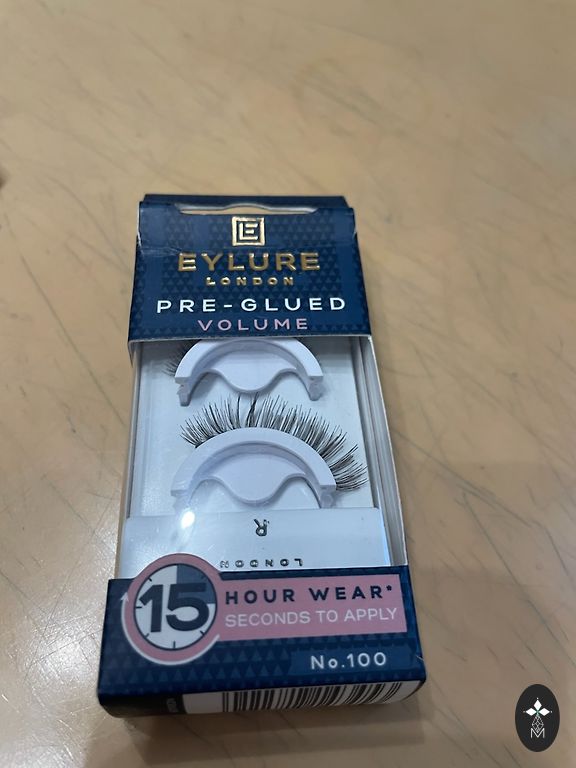 E
EYLURE
LONDON
PRE-GLUED
VOLUME
R
LONDON
15 HOUR WEAR*
SECONDS TO APPLY
No.100
M